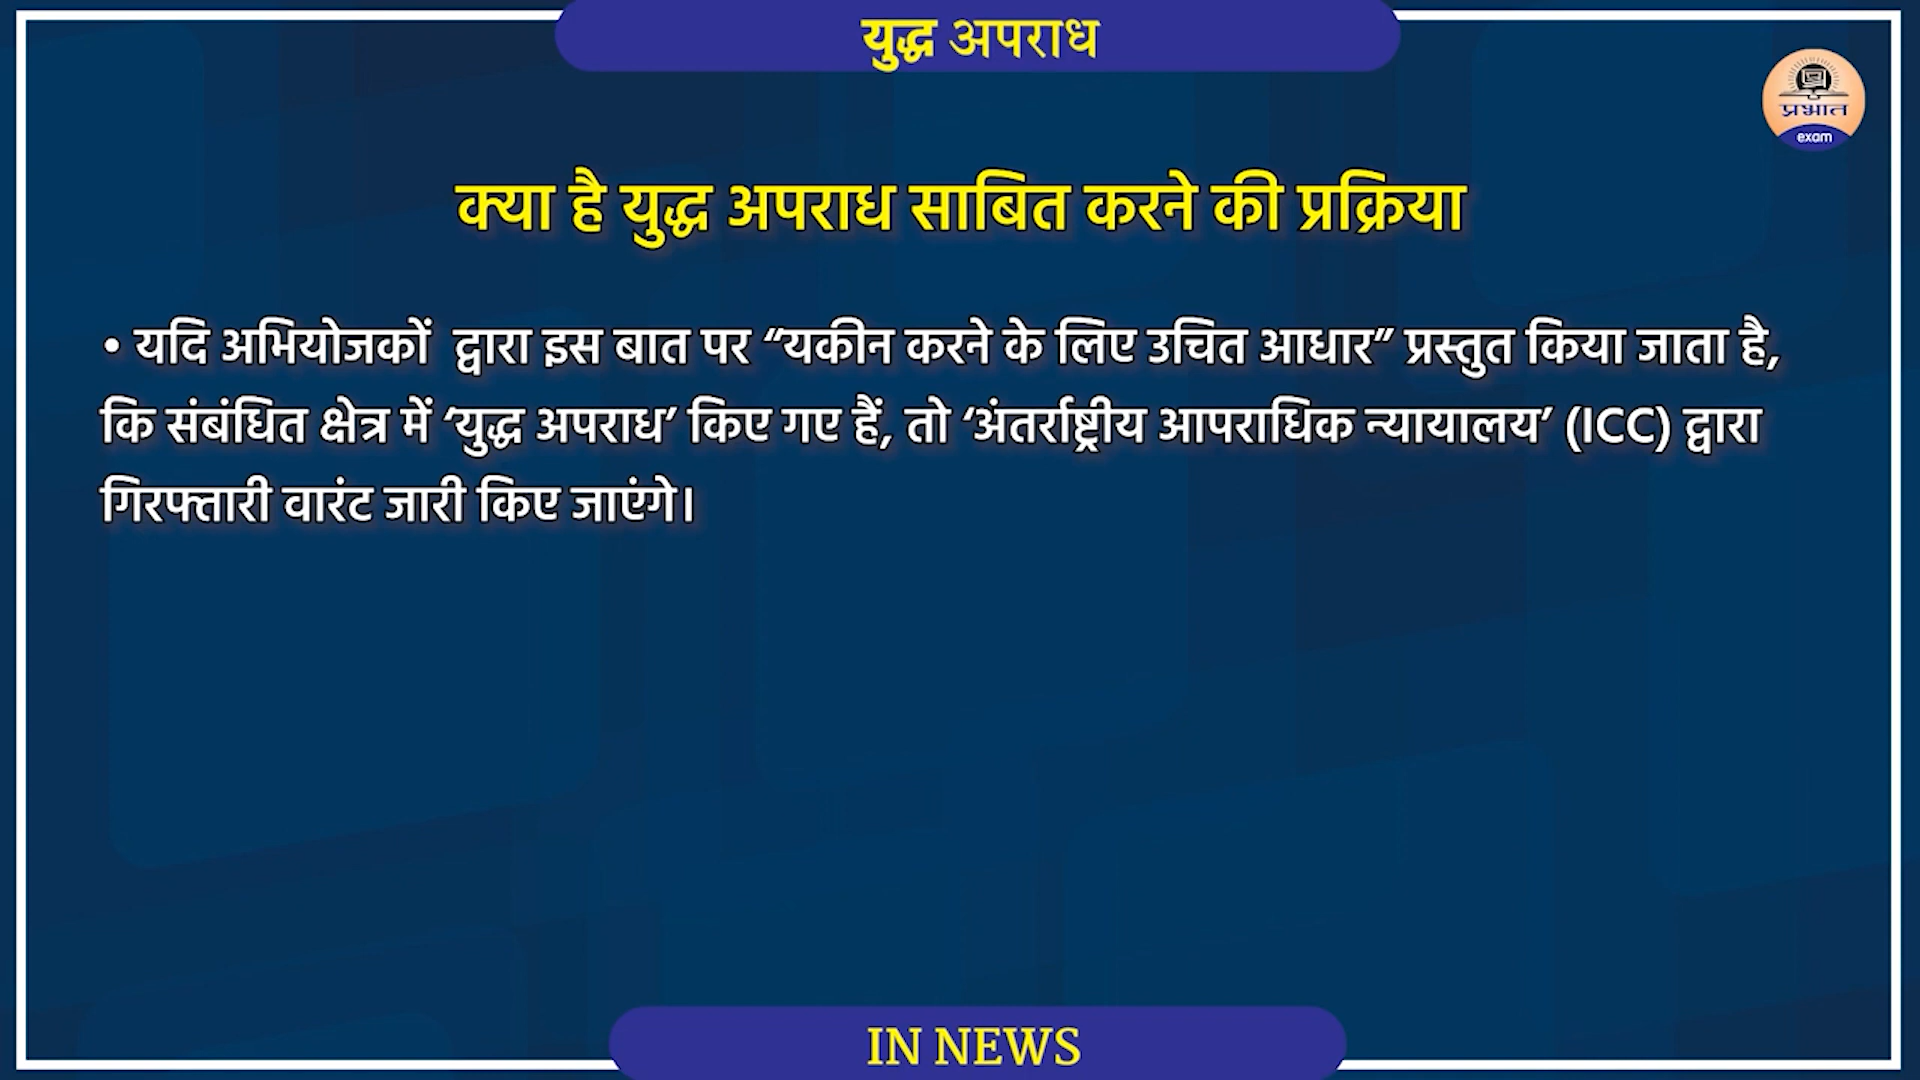 युद्ध अपराध
प्रभात
exam
क्या है युद्ध अपराध साबित करने की प्रक्रिया
• यदि अभियोजकों द्वारा इस बात पर “यकीन करने के लिए उचित आधार” प्रस्तुत किया जाता है,
कि संबंधित क्षेत्र में ‘युद्ध अपराध’ किए गए हैं, तो ‘अंतर्राष्ट्रीय आपराधिक न्यायालय’ (ICC) द्वारा
गिरफ्तारी वारंट जारी किए जाएंगे।
IN NEWS